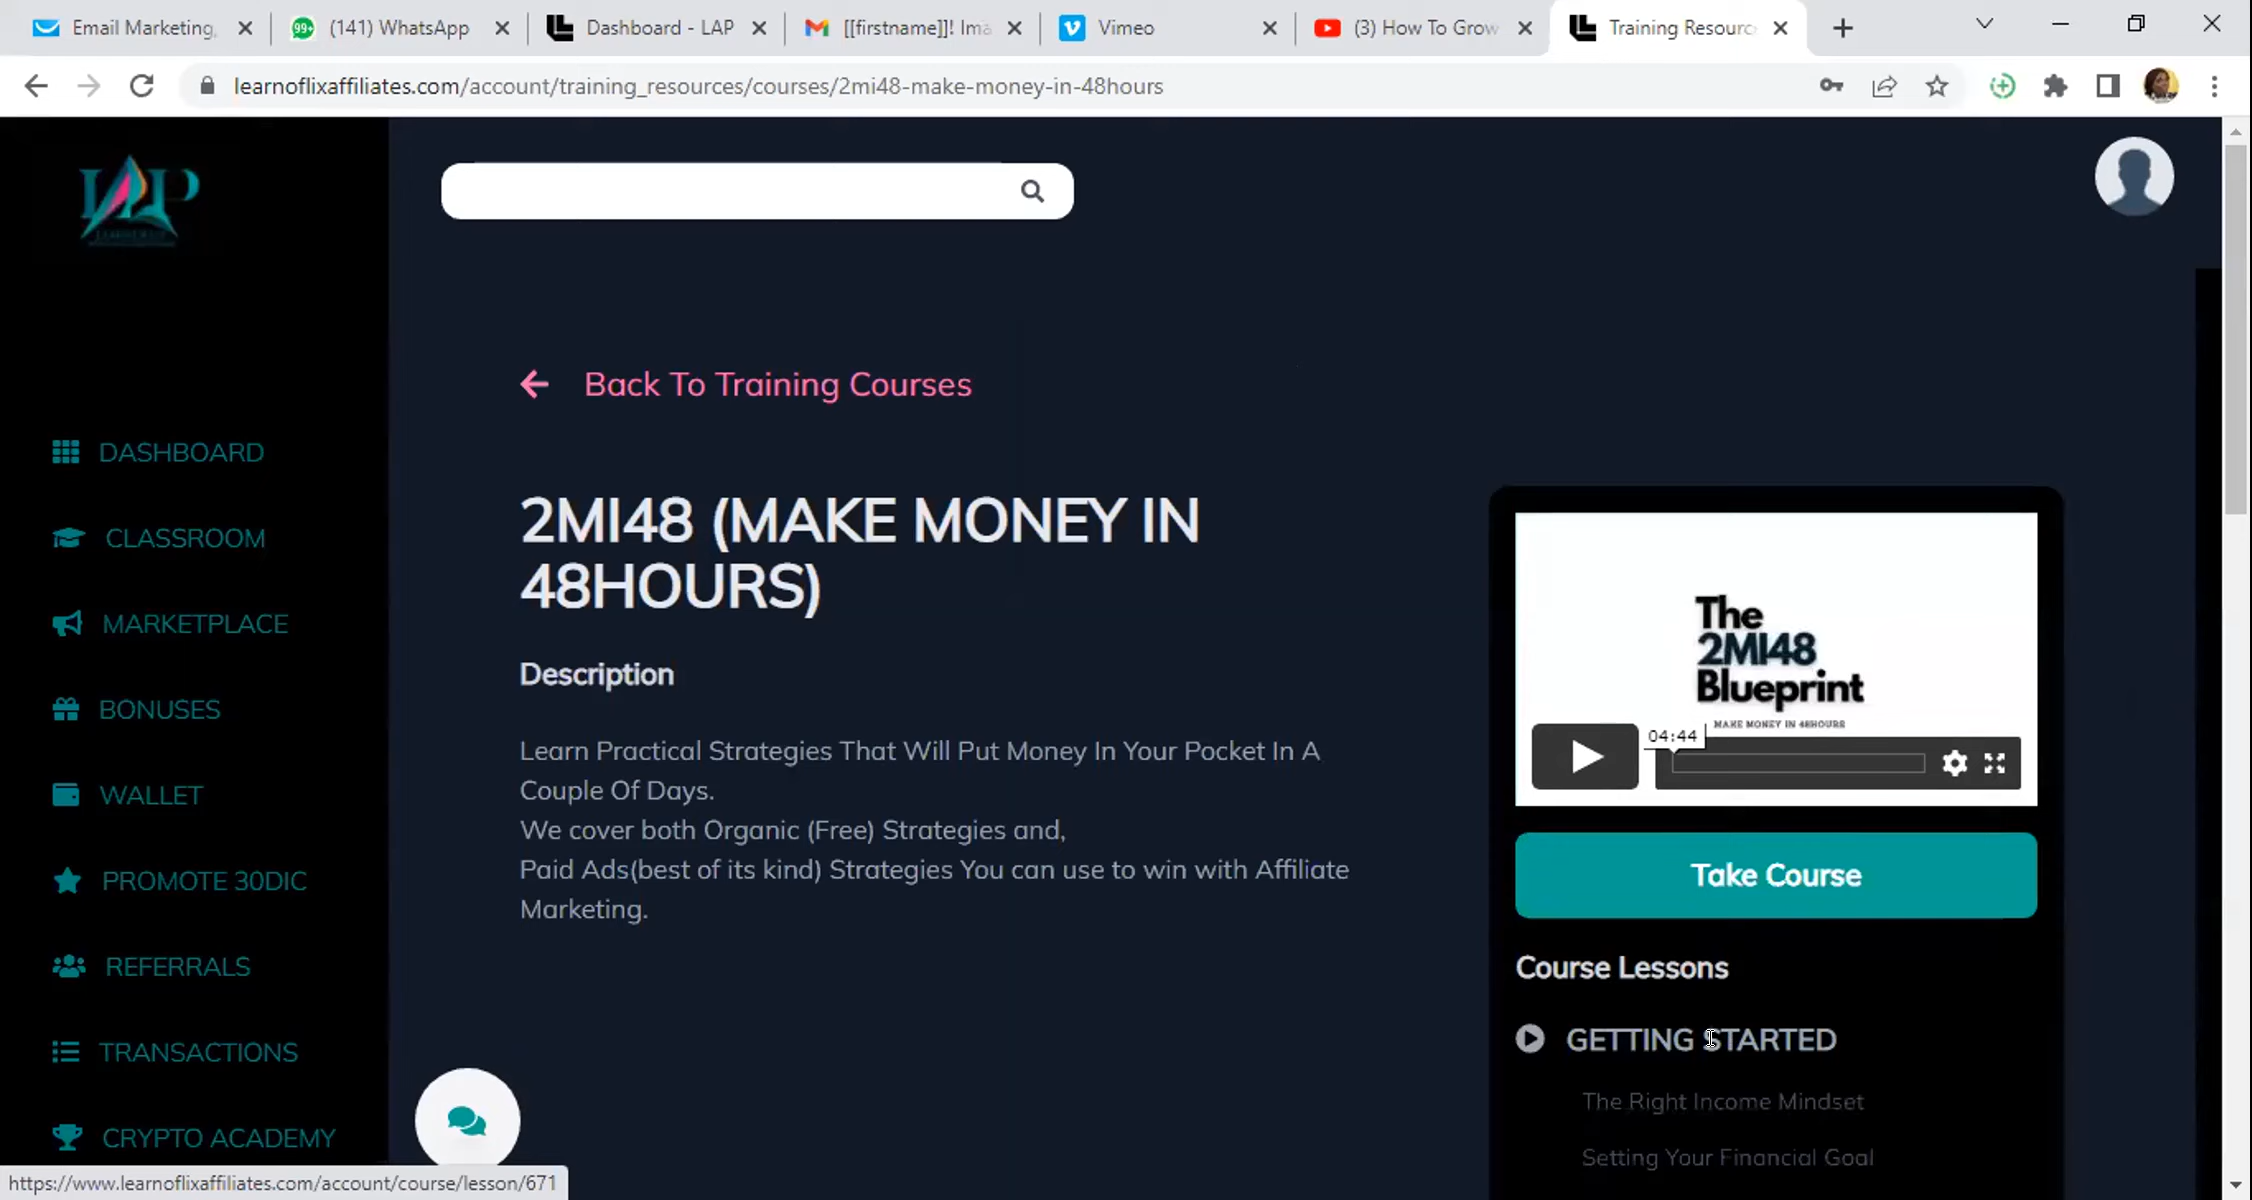 Email Marketing,
99+
(141) WhatsApp
Dashboard - LAP
[[firstname]]! Ima
Vimeo
(3) How To Grow
Training Resourc
learnoflixaffiliates.com/account/training_resources/courses/2mi48-make-money-in-48hours
LAP
Back To Training Courses
DASHBOARD
CLASSROOM
MARKETPLACE
BONUSES
WALLET
PROMOTE 30DIC
REFERRALS
TRANSACTIONS
CRYPTO ACADEMY
2MI48 (MAKE MONEY IN
48HOURS)
Description
Learn Practical Strategies That Will Put Money In Your Pocket In A
Couple Of Days.
We cover both Organic (Free) Strategies and,
Paid Ads(best of its kind) Strategies You can use to win with Affiliate
Marketing.
The
2MI48
Blueprint
MAKE MONEY IN 48HOURS
04:44
Take Course
Course Lessons
GETTING STARTED
The Right Income Mindset
Setting Your Financial Goal
https://www.learnoflixaffiliates.com/account/course/lesson/671